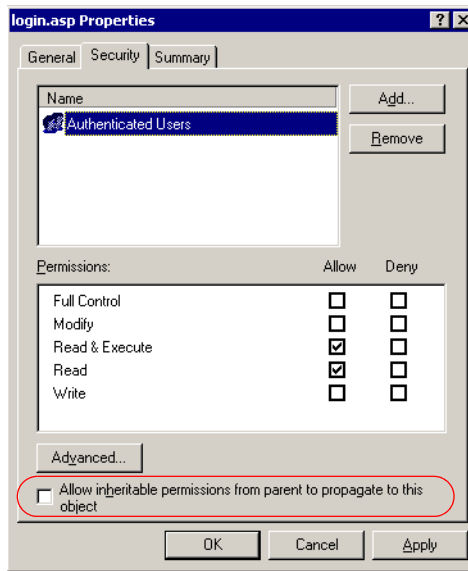 login.asp Properties
General Security Summary
Name Add...
Authenticated Users
Remove
Permissions: Allow Deny
Full Control
Modify
Read & Execute
Read
Write
Advanced...
Allow inheritable permissions from parent to propagate to this
object
OK Cancel Apply